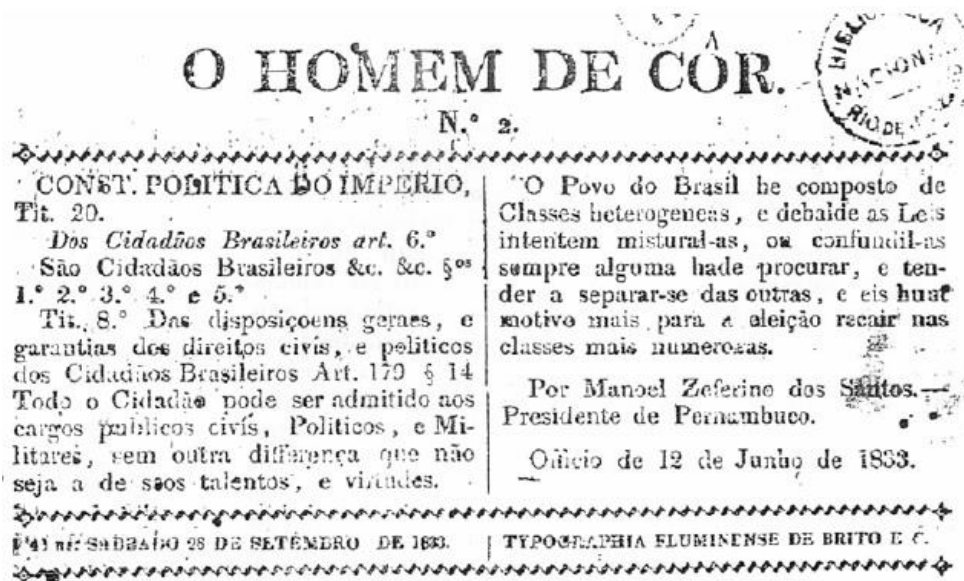 O HOMEM DE CÔR.
N.º 2.
BIBLIOTECA NACIONAL RIO DE
CONST. POLITICA DO IMPERIO,
Tit. 20.
Dos Cidadãos Brasileiros art. 6.º
São Cidadãos Brasileiros &c. &c. §ºs
1.º 2.º 3.º 4.º e 5.º
Tit. 8.º Das disposiçoens geraes, e
garantias dos direitos civís, e politicos
dos Cidadãos Brasileiros Art. 179 § 14
Todo o Cidadão pode ser admitido aos
cargos publicos civís, Politicos, e Mi-
litares, sem outra differença que não
seja a de seos talentos, e virtudes.
O Povo do Brasil he composto de
Classes heterogeneas, e debalde as Leis
intentem mistural-as, ou confundil-as
sempre alguma hade procurar, e ten-
der a separar-se das outras, e eis hum
motivo mais para a eleição recair nas
classes mais numerosas.
Por Manoel Zeferino dos Santos.—
Presidente de Pernambuco.
Officio de 12 de Junho de 1833.
SABBADO 28 DE SETEMBRO DE 1833.
TYPOGRAPHIA FLUMINENSE DE BRITO E C.